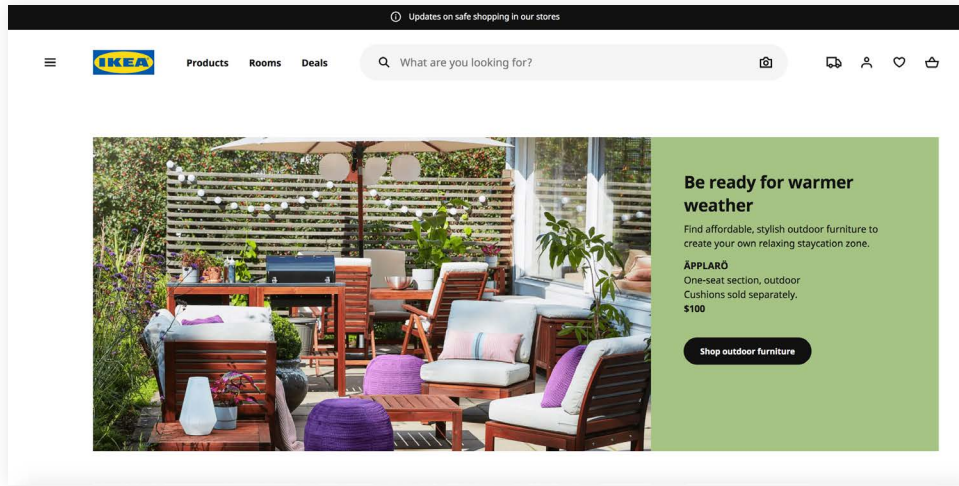 Updates on safe shopping in our stores
IKEA
Products Rooms Deals What are you looking for?
Be ready for warmer
weather
Find affordable, stylish outdoor furniture to
create your own relaxing staycation zone.
ÄPPLARÖ
One-seat section, outdoor
Cushions sold separately.
$100
Shop outdoor furniture